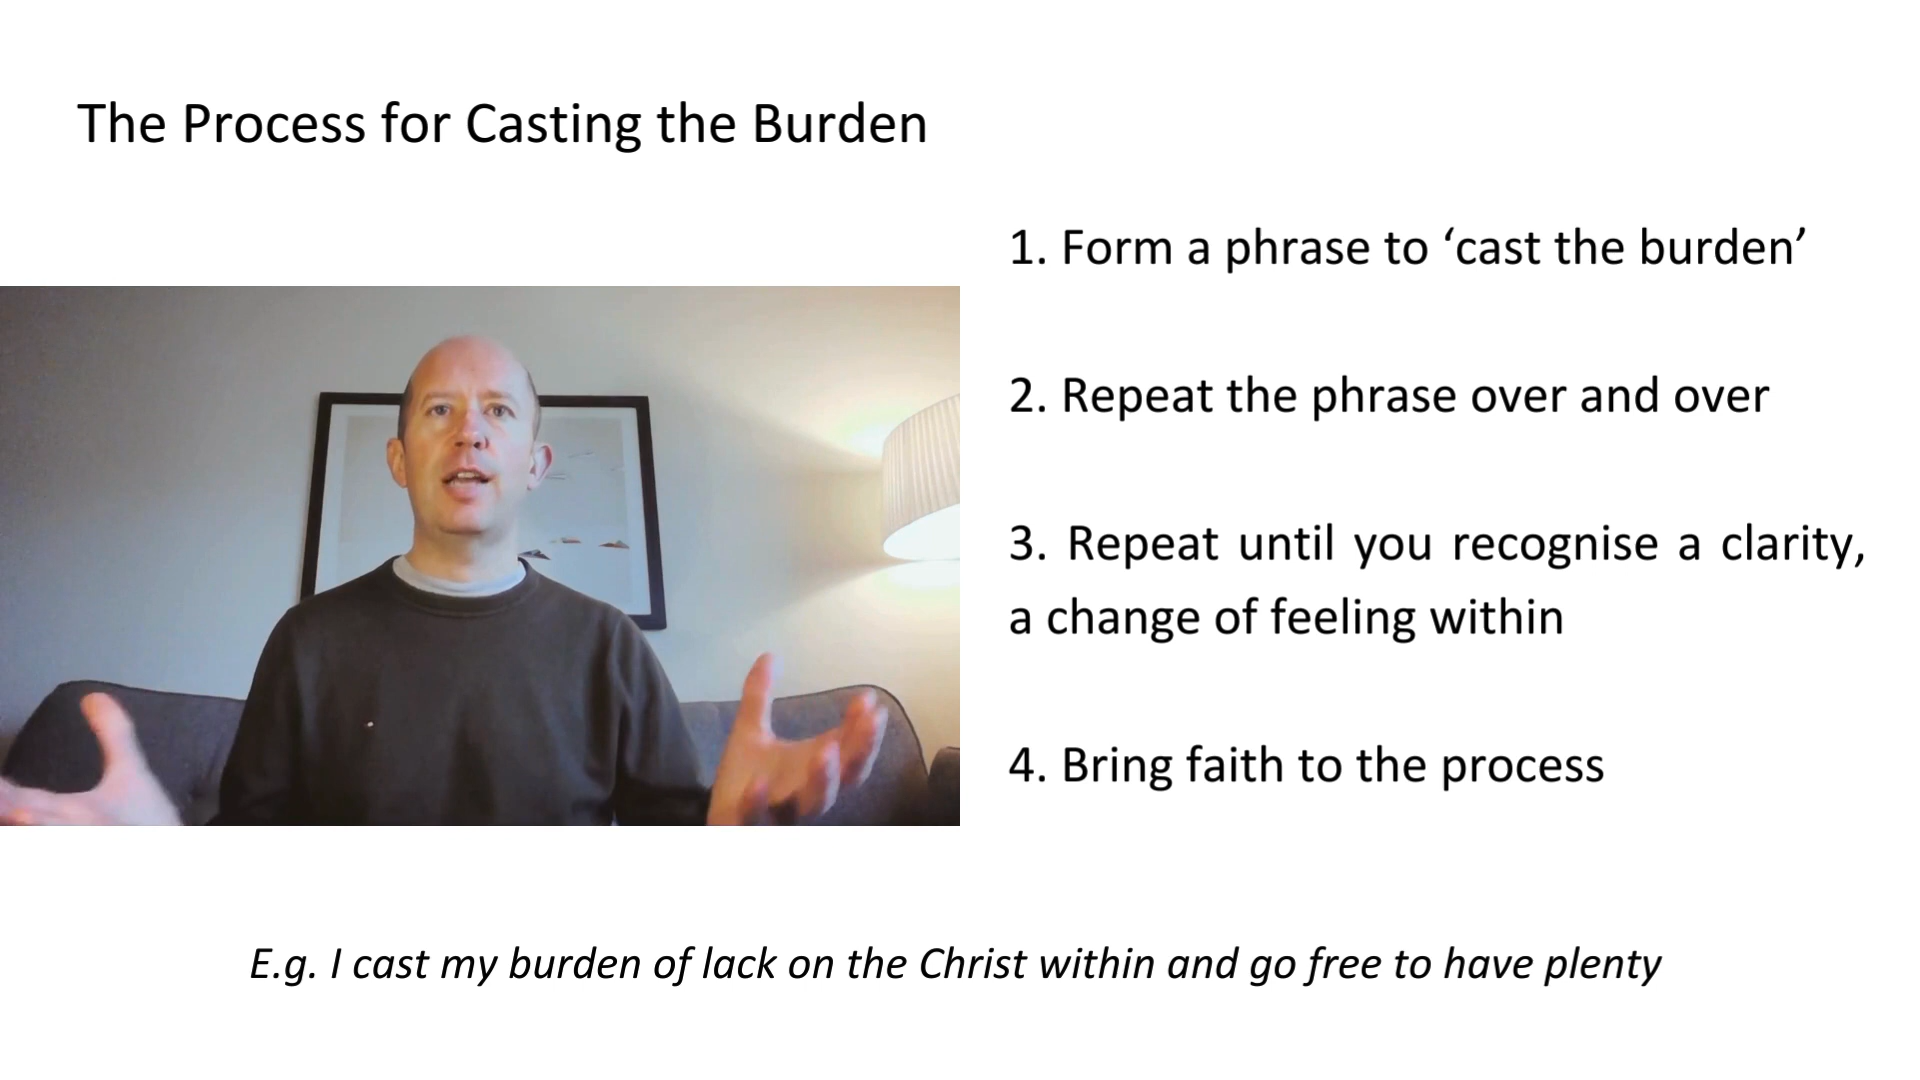 The Process for Casting the Burden
1. Form a phrase to ‘cast the burden’
2. Repeat the phrase over and over
3. Repeat until you recognise a clarity,
a change of feeling within
4. Bring faith to the process
E.g. I cast my burden of lack on the Christ within and go free to have plenty